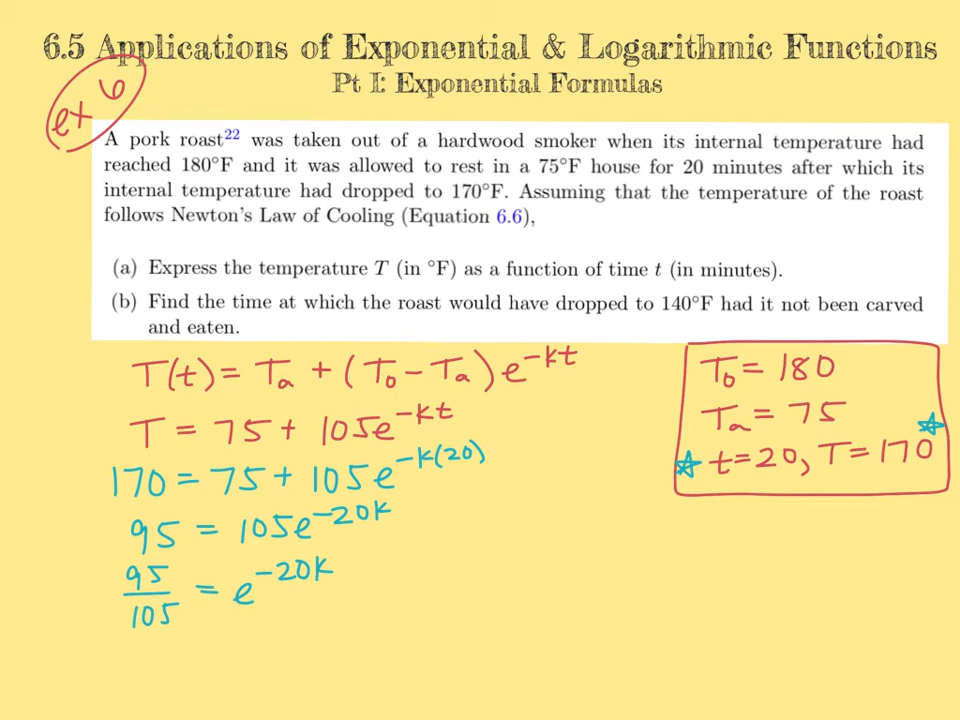 6.5 Applications of Exponential & Logarithmic Functions
Pt I: Exponential Formulas
ex 6
A pork roast²² was taken out of a hardwood smoker when its internal temperature had
reached 180°F and it was allowed to rest in a 75°F house for 20 minutes after which its
internal temperature had dropped to 170°F. Assuming that the temperature of the roast
follows Newton's Law of Cooling (Equation 6.6),
(a) Express the temperature T (in °F) as a function of time t (in minutes).
(b) Find the time at which the roast would have dropped to 140°F had it not been carved
and eaten.
T(t) = Tₐ + (T₀ - Tₐ) e^{-kt}
T = 75 + 105e^{-kt}
170 = 75 + 105e^{-k(20)}
95 = 105e^{-20k}
95/105 = e^{-20k}
T₀ = 180
Tₐ = 75
☆ t=20, T=170 ☆